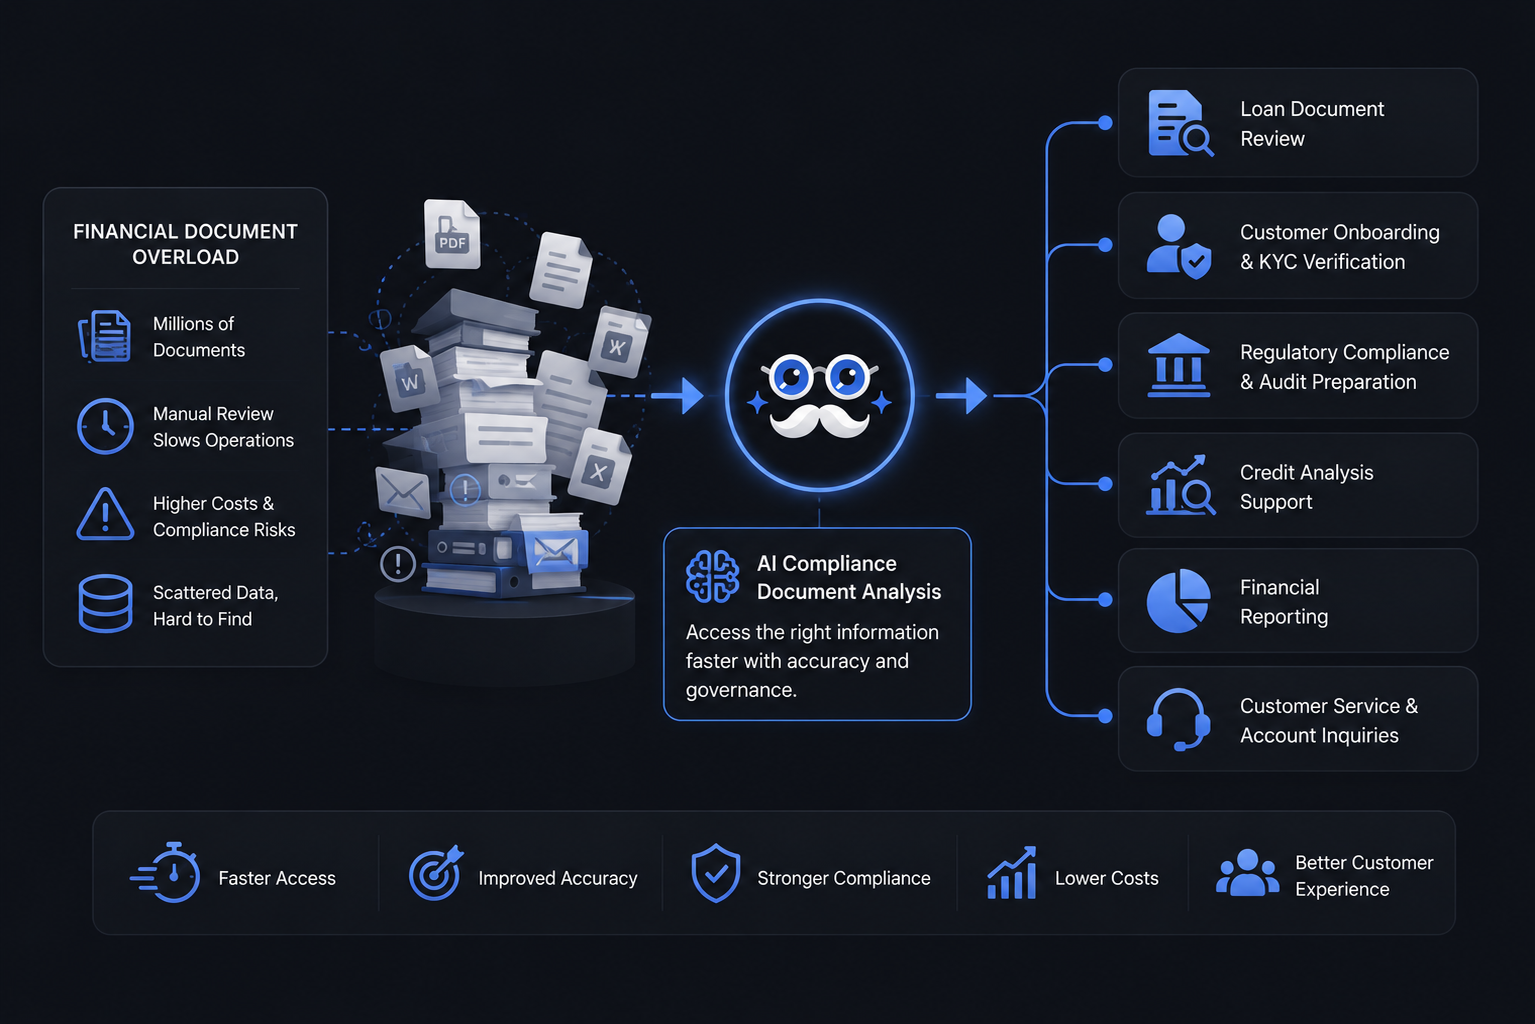 FINANCIAL DOCUMENT
OVERLOAD
Millions of
Documents
Manual Review
Slows Operations
Higher Costs &
Compliance Risks
Scattered Data,
Hard to Find
PDF
W
X
AI Compliance
Document Analysis
Access the right information
faster with accuracy and
governance.
Loan Document
Review
Customer Onboarding
& KYC Verification
Regulatory Compliance
& Audit Preparation
Credit Analysis
Support
Financial
Reporting
Customer Service &
Account Inquiries
Faster Access
Improved Accuracy
Stronger Compliance
Lower Costs
Better Customer
Experience